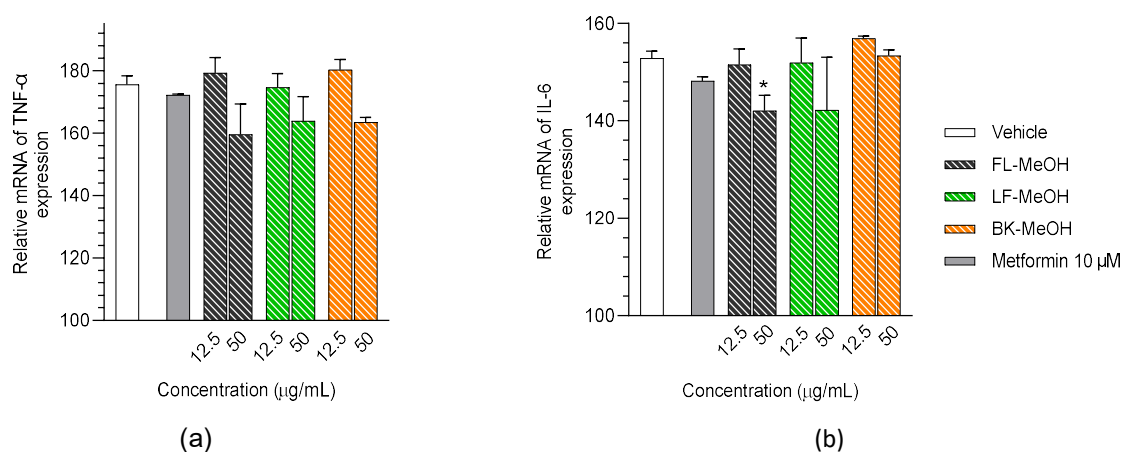 Relative mRNA of TNF-α
expression
180
160
140
120
100
12.5
50
12.5
50
12.5
50
Concentration (µg/mL)
(a)
Relative mRNA of IL-6
expression
160
140
120
100
*
12.5
50
12.5
50
12.5
50
Concentration (µg/mL)
(b)
Vehicle
FL-MeOH
LF-MeOH
BK-MeOH
Metformin 10 µM